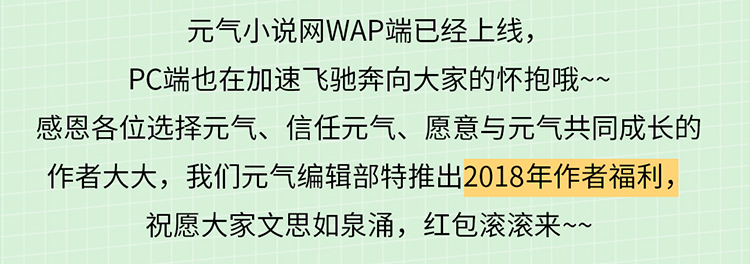 元气小说网WAP端已经上线，
PC端也在加速飞驰奔向大家的怀抱哦~~
感恩各位选择元气、信任元气、愿意与元气共同成长的
作者大大，我们元气编辑部特推出2018年作者福利，
祝愿大家文思如泉涌，红包滚滚来~~